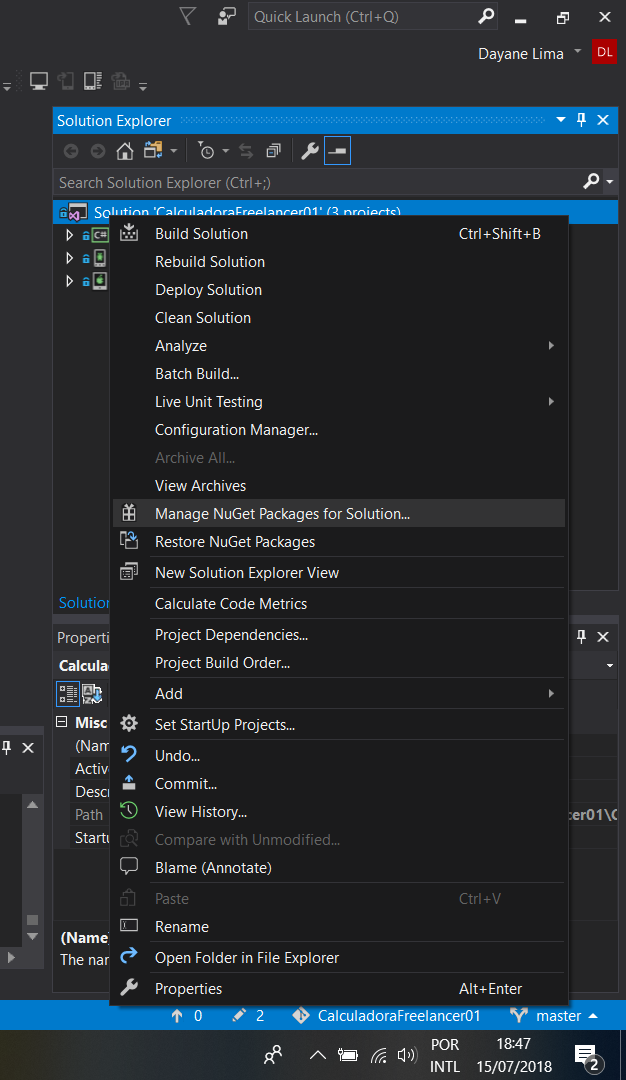 Quick Launch (Ctrl+Q)
Dayane Lima
DL
Solution Explorer
Search Solution Explorer (Ctrl+;)
Solution 'CalculadoraFreelancer01' (3 projects)
C#
Build Solution Ctrl+Shift+B
Rebuild Solution
Deploy Solution
Clean Solution
Analyze
Batch Build...
Live Unit Testing
Configuration Manager...
Archive All...
View Archives
Manage NuGet Packages for Solution...
Restore NuGet Packages
New Solution Explorer View
Solution
Calculate Code Metrics
Properti
Project Dependencies...
Calcula
Project Build Order...
Add
Misc
Set StartUp Projects...
(Nam
Undo...
Active
Commit...
Descr
View History...
Path
cer01\C
Startu
Compare with Unmodified...
Blame (Annotate)
Paste Ctrl+V
Rename
(Name)
Open Folder in File Explorer
The nam
Properties Alt+Enter
0 2 CalculadoraFreelancer01 master
POR 18:47
INTL 15/07/2018
2